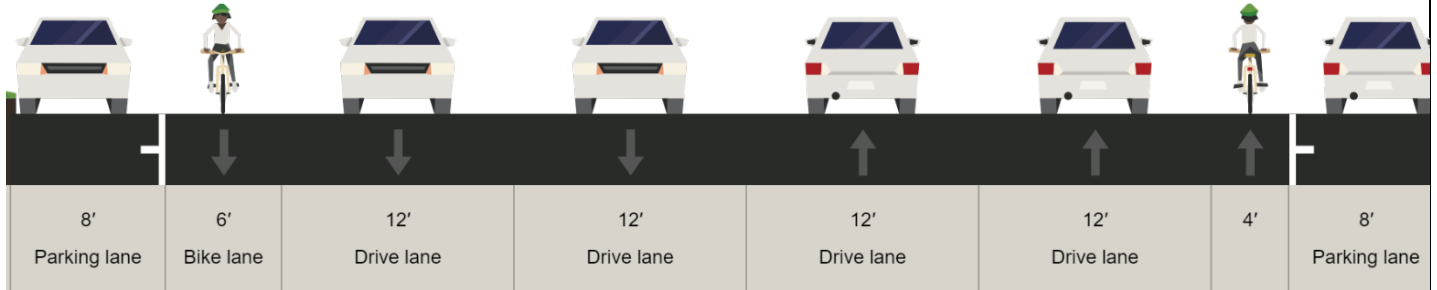 8′ 6′ 12′ 12′ 12′ 12′ 4′ 8′
Parking lane Bike lane Drive lane Drive lane Drive lane Drive lane Parking lane